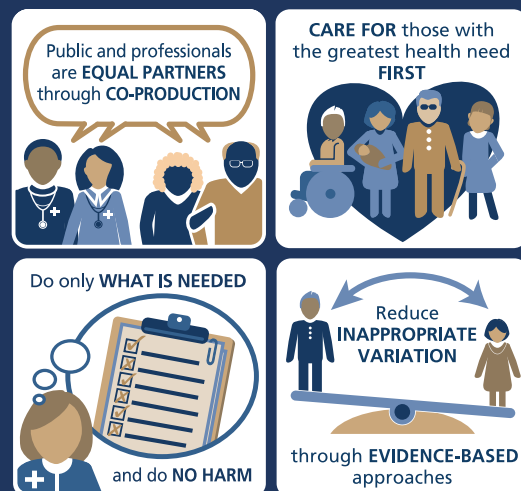 Public and professionals
are EQUAL PARTNERS
through CO-PRODUCTION
CARE FOR those with
the greatest health need
FIRST
Do only WHAT IS NEEDED
and do NO HARM
Reduce
INAPPROPRIATE
VARIATION
through EVIDENCE-BASED
approaches